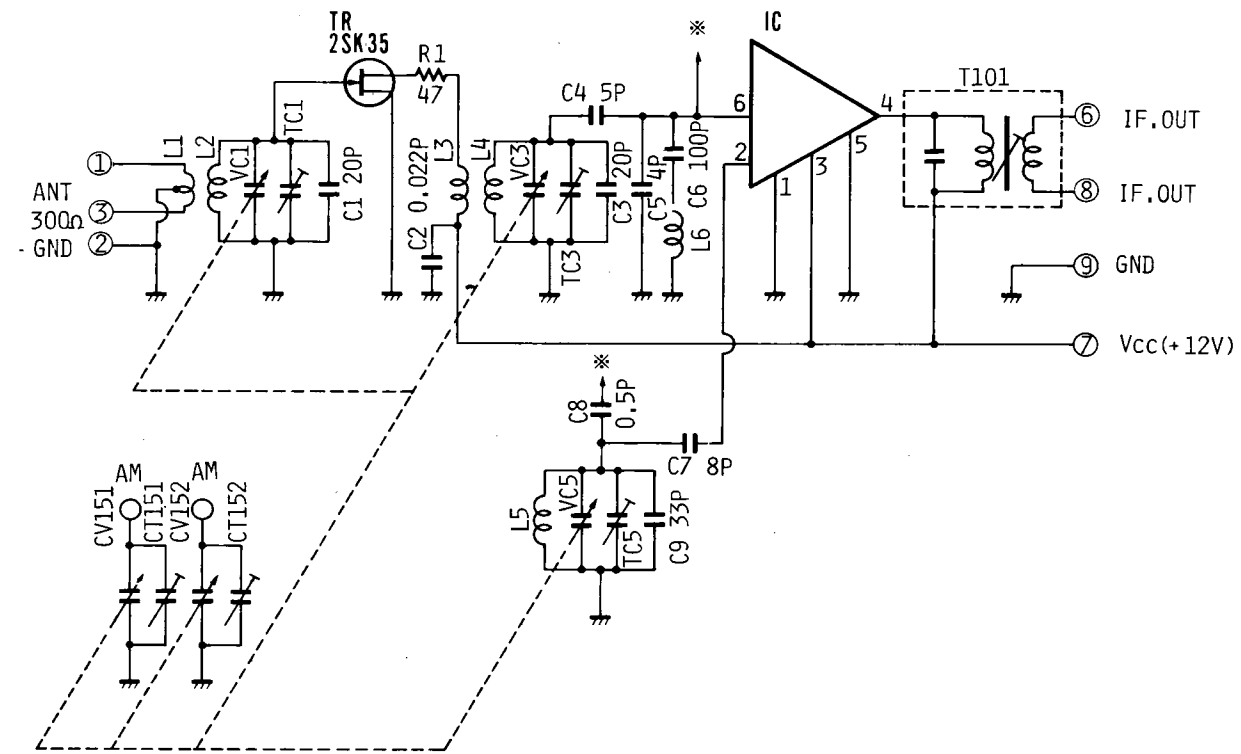 TR
2SK35
R1
47
IC
※
C4 5P
T101
6
4
2
3
5
1
L1
L2
VC1
TC1
C1 20P
L3
0.022P
C2
L4
VC3
TC3
C3 20P
C5 4P
C6 100P
L6
①
ANT
300Ω
③
- GND ②
⑥ IF.OUT
⑧ IF.OUT
⑨ GND
⑦ Vcc(+12V)
※
C8
0.5P
C7 8P
L5
VC5
TC5
C9 33P
AM
AM
CV151
CT151
CV152
CT152